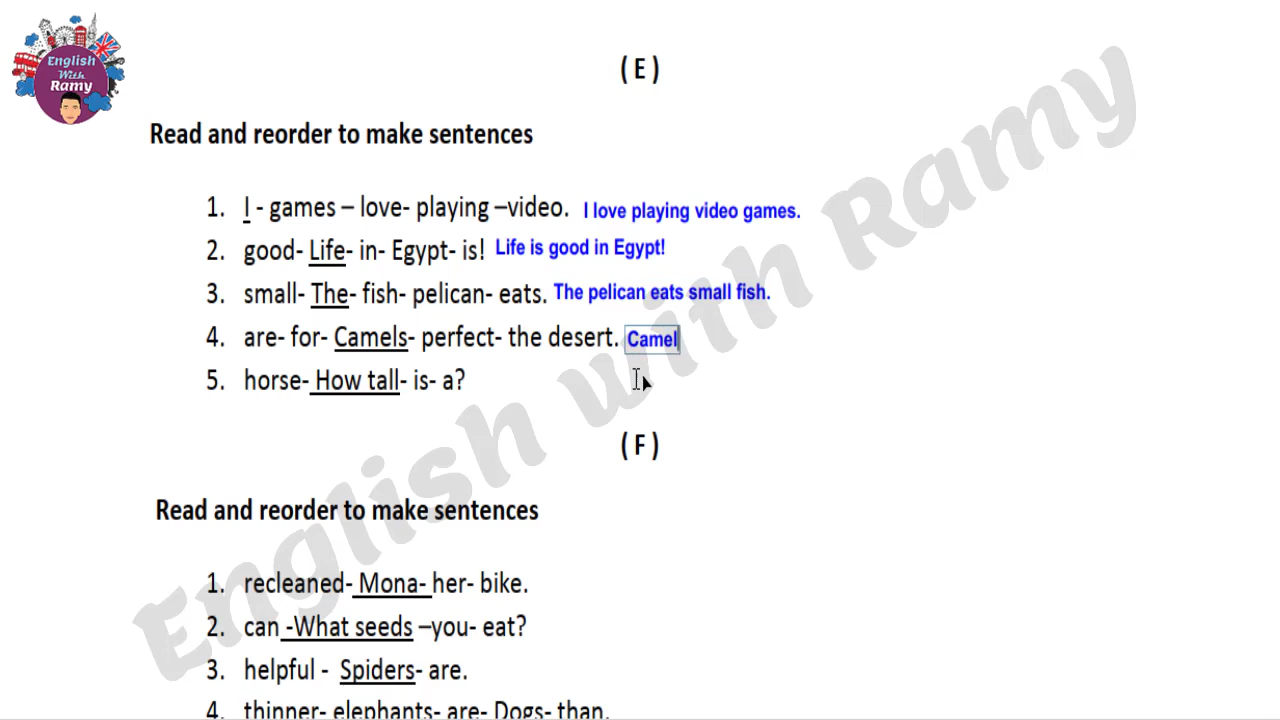 English
With
Ramy
( E )
Read and reorder to make sentences
1. I - games – love- playing –video. I love playing video games.
2. good- Life- in- Egypt- is! Life is good in Egypt!
3. small- The- fish- pelican- eats. The pelican eats small fish.
4. are- for- Camels- perfect- the desert. Camel
5. horse- How tall- is- a?
( F )
Read and reorder to make sentences
1. recleaned- Mona- her- bike.
2. can -What seeds –you- eat?
3. helpful - Spiders- are.
4. thinner- elephants- are- Dogs- than.
English with Ramy